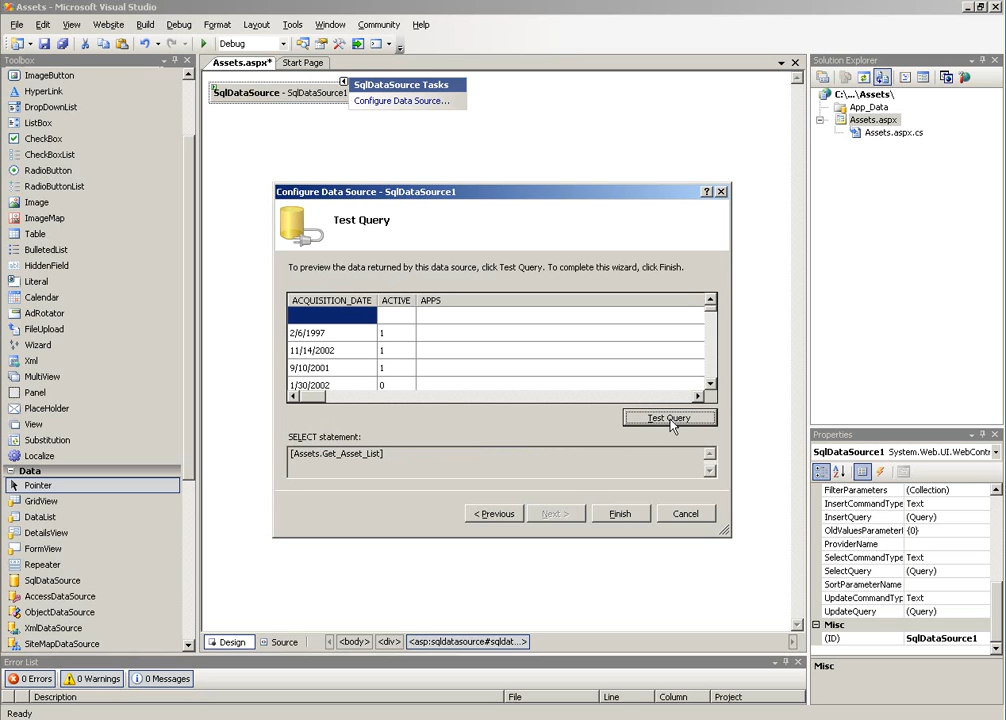 Assets - Microsoft Visual Studio
File Edit View Website Build Debug Format Layout Tools Window Community Help
Debug
Toolbox
ImageButton
HyperLink
DropDownList
ListBox
CheckBox
CheckBoxList
RadioButton
RadioButtonList
Image
ImageMap
Table
BulletedList
HiddenField
Literal
Calendar
AdRotator
FileUpload
Wizard
Xml
MultiView
Panel
PlaceHolder
View
Substitution
Localize
Data
Pointer
GridView
DataList
DetailsView
FormView
Repeater
SqlDataSource
AccessDataSource
ObjectDataSource
XmlDataSource
SiteMapDataSource
Assets.aspx* Start Page
SqlDataSource - SqlDataSource1
SqlDataSource Tasks
Configure Data Source...
Configure Data Source - SqlDataSource1
Test Query
To preview the data returned by this data source, click Test Query. To complete this wizard, click Finish.
ACQUISITION_DATE ACTIVE APPS
2/6/1997 1
11/14/2002 1
9/10/2001 1
1/30/2002 0
Test Query
SELECT statement:
[Assets.Get_Asset_List]
< Previous Next > Finish Cancel
Design Source <body> <div> <asp:sqldatasource#sqldat...>
Solution Explorer
C:\...\Assets\
App_Data
Assets.aspx
Assets.aspx.cs
Properties
SqlDataSource1 System.Web.UI.WebContr
FilterParameters (Collection)
InsertCommandTyp Text
InsertQuery (Query)
OldValuesParameterI {0}
ProviderName
SelectCommandTyp Text
SelectQuery (Query)
SortParameterName
UpdateCommandTyp Text
UpdateQuery (Query)
Misc
(ID) SqlDataSource1
Misc
Error List
0 Errors 0 Warnings 0 Messages
Description File Line Column Project
Ready